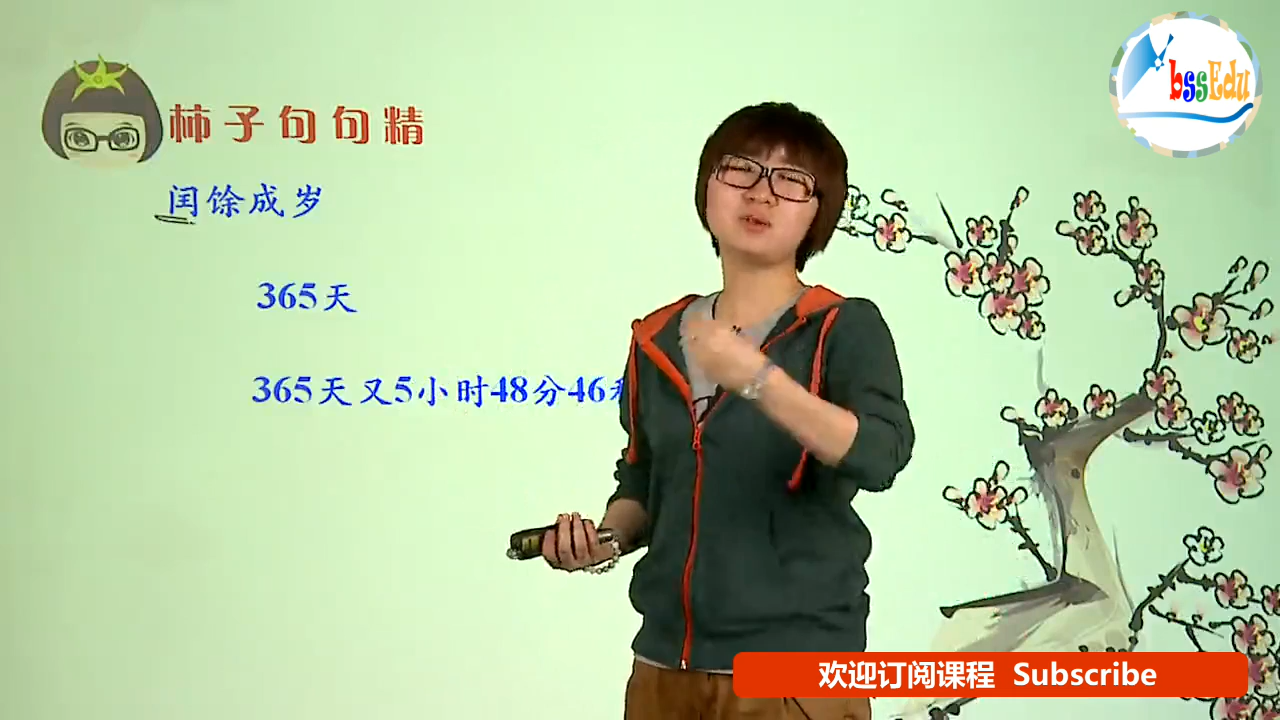 bssEdu
柿子句句精
闰馀成岁
365天
365天又5小时48分46
欢迎订阅课程 Subscribe